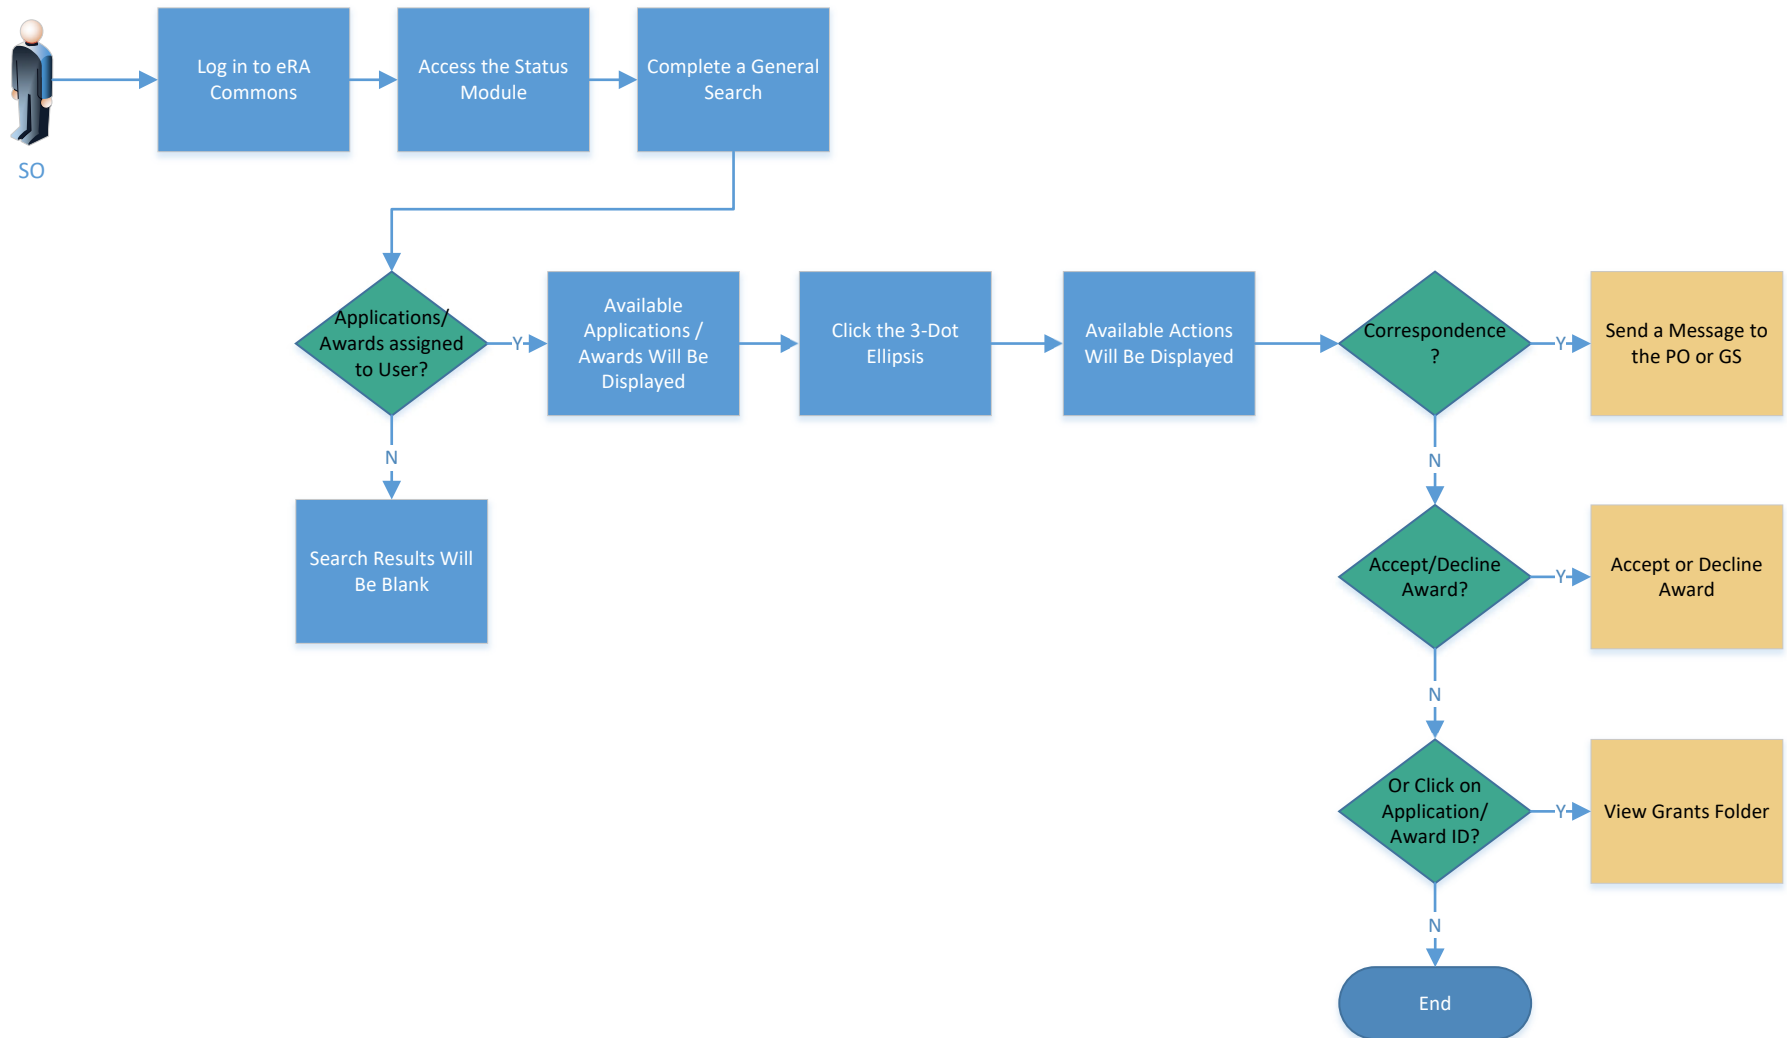 Log in to eRA
Commons
Access the Status
Module
Complete a General
Search
SO
Applications/
Awards assigned
to User?
Y
Available
Applications /
Awards Will Be
Displayed
Click the 3-Dot
Ellipsis
Available Actions
Will Be Displayed
Correspondence
?
Y
Send a Message to
the PO or GS
N
Search Results Will
Be Blank
N
Accept/Decline
Award?
Y
Accept or Decline
Award
N
Or Click on
Application/
Award ID?
Y
View Grants Folder
N
End